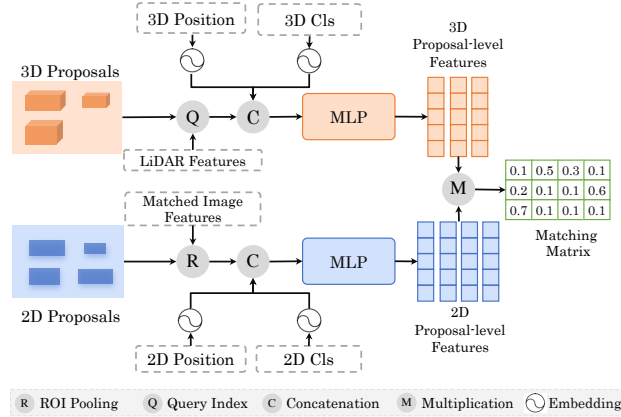 3D Position
3D Cls
3D
Proposal-level
Features
3D Proposals
Q
C
MLP
LiDAR Features
M
0.1 0.5 0.3 0.1
0.2 0.1 0.1 0.6
0.7 0.1 0.1 0.1
Matching
Matrix
Matched Image
Features
R
C
MLP
2D Proposals
2D Position
2D Cls
2D
Proposal-level
Features
R ROI Pooling
Q Query Index
C Concatenation
M Multiplication
Embedding